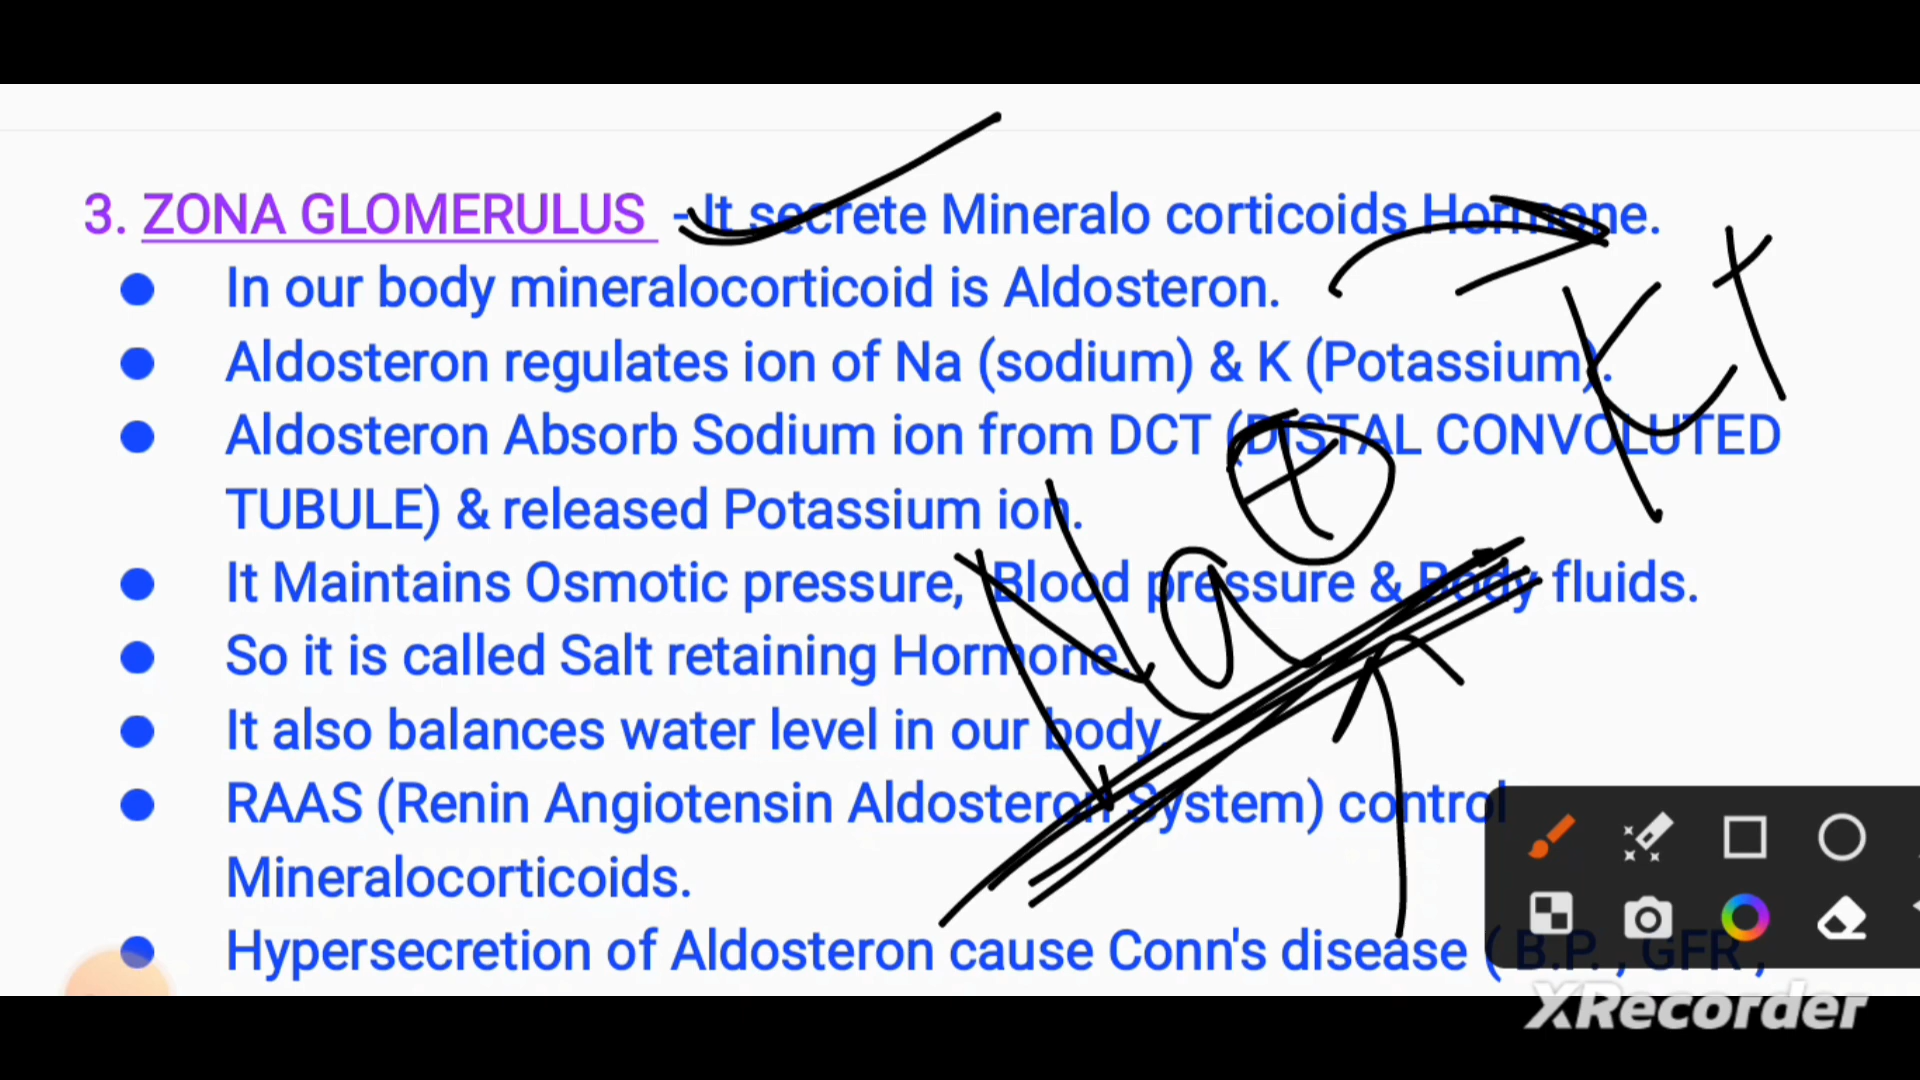 3. ZONA GLOMERULUS - It secrete Mineralo corticoids Hormone.
● In our body mineralocorticoid is Aldosteron.
● Aldosteron regulates ion of Na (sodium) & K (Potassium).
● Aldosteron Absorb Sodium ion from DCT (DISTAL CONVOLUTED
TUBULE) & released Potassium ion.
● It Maintains Osmotic pressure, Blood pressure & Body fluids.
● So it is called Salt retaining Hormone.
● It also balances water level in our body.
● RAAS (Renin Angiotensin Aldosteron System) control
Mineralocorticoids.
● Hypersecretion of Aldosteron cause Conn's disease ( B.P. , GFR ,
K+
Na+
XRecorder